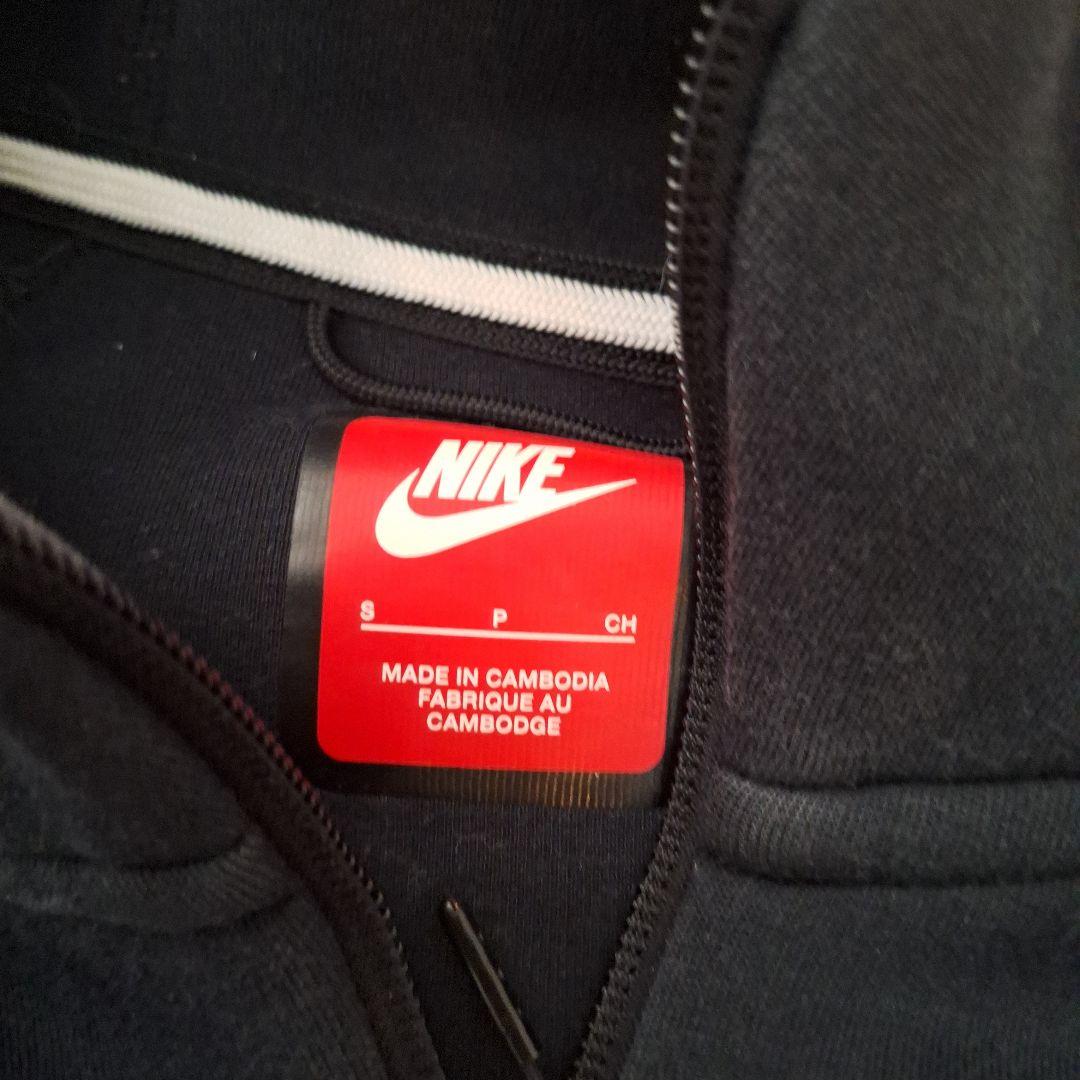 NIKE
S P CH
MADE IN CAMBODIA
FABRIQUE AU
CAMBODGE